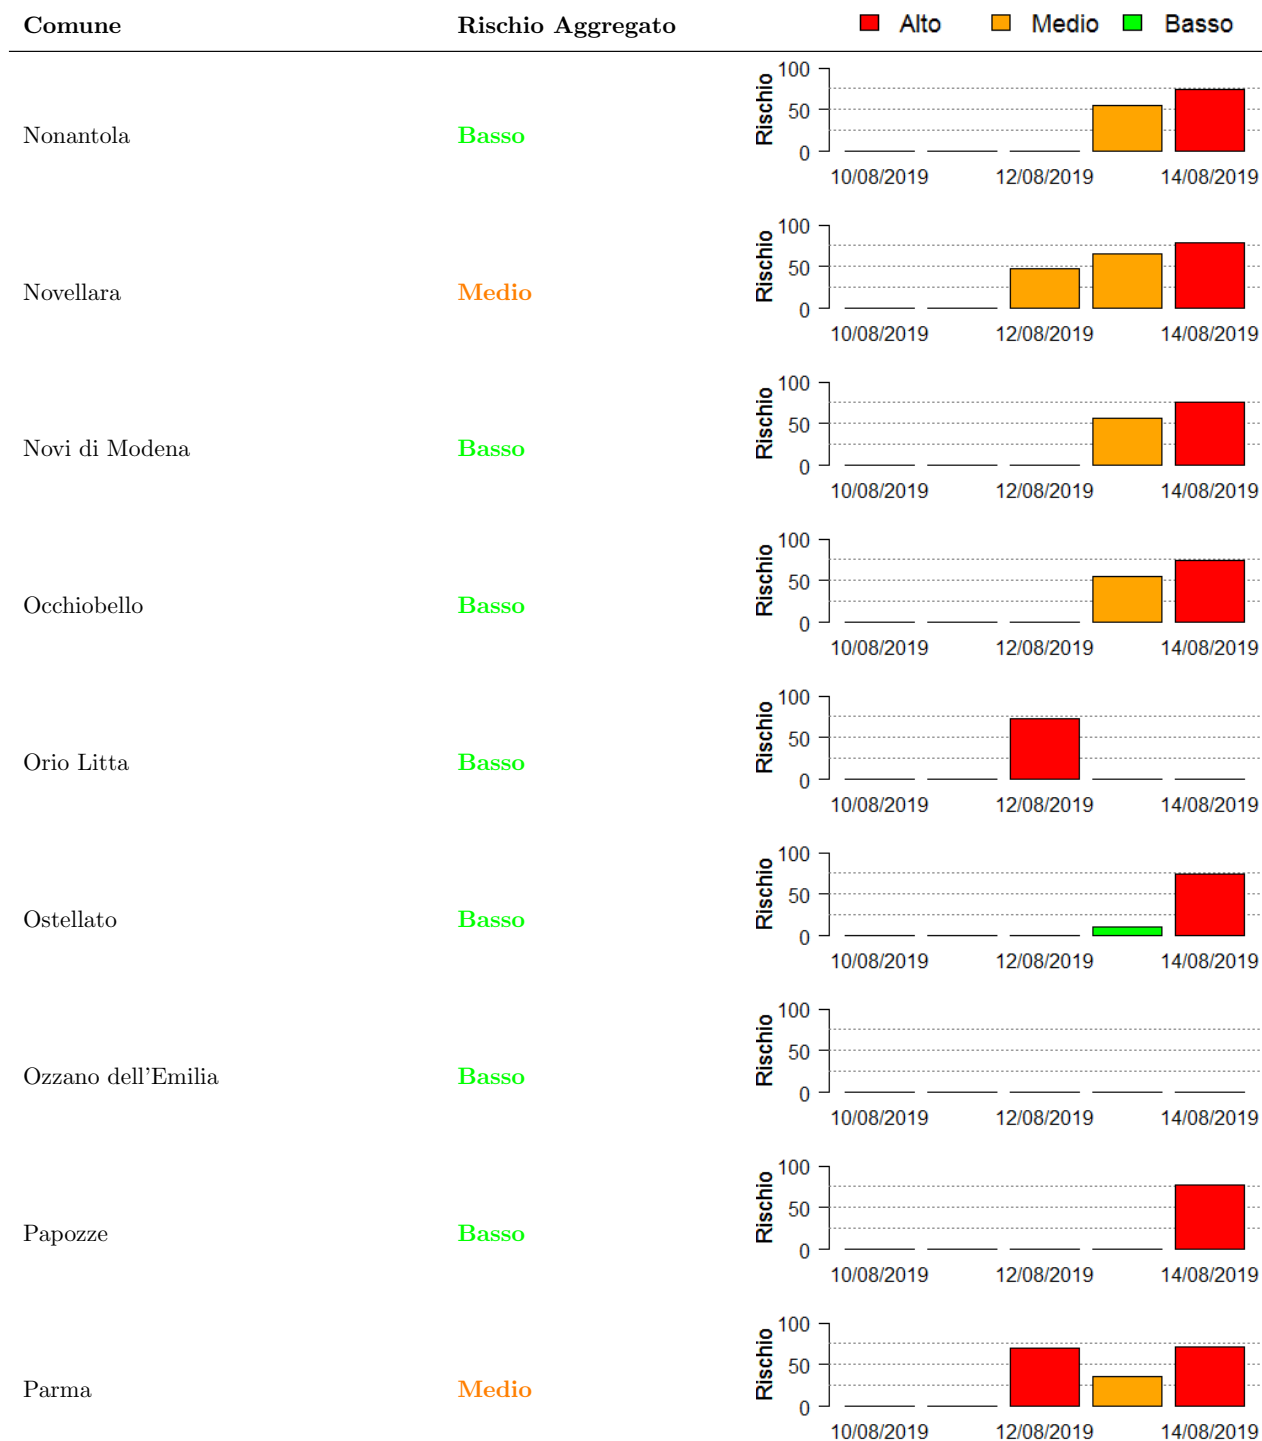 Comune Rischio Aggregato Alto Medio Basso
Nonantola Basso Rischio 100 50 0
10/08/2019 12/08/2019 14/08/2019
Novellara Medio Rischio 100 50 0
10/08/2019 12/08/2019 14/08/2019
Novi di Modena Basso Rischio 100 50 0
10/08/2019 12/08/2019 14/08/2019
Occhiobello Basso Rischio 100 50 0
10/08/2019 12/08/2019 14/08/2019
Orio Litta Basso Rischio 100 50 0
10/08/2019 12/08/2019 14/08/2019
Ostellato Basso Rischio 100 50 0
10/08/2019 12/08/2019 14/08/2019
Ozzano dell'Emilia Basso Rischio 100 50 0
10/08/2019 12/08/2019 14/08/2019
Papozze Basso Rischio 100 50 0
10/08/2019 12/08/2019 14/08/2019
Parma Medio Rischio 100 50 0
10/08/2019 12/08/2019 14/08/2019